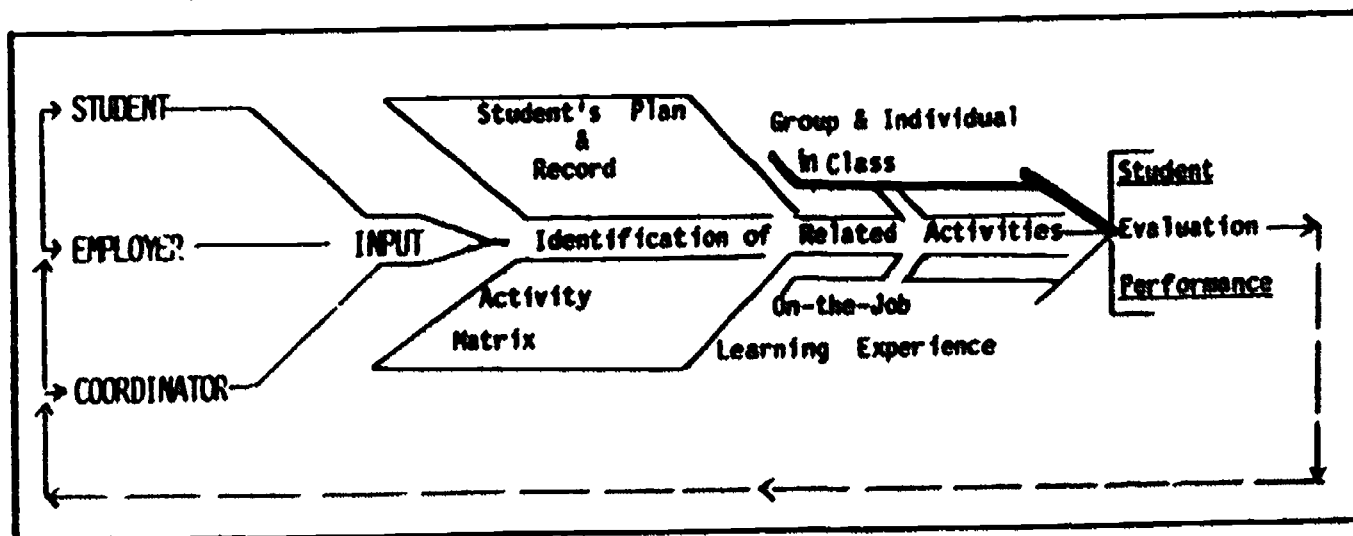 STUDENT
EMPLOYER
COORDINATOR
INPUT
Student's Plan
&
Record
Identification of Related Activities
Activity
Matrix
Group & Individual
in Class
On-the-Job
Learning Experience
Student
Evaluation
Performance